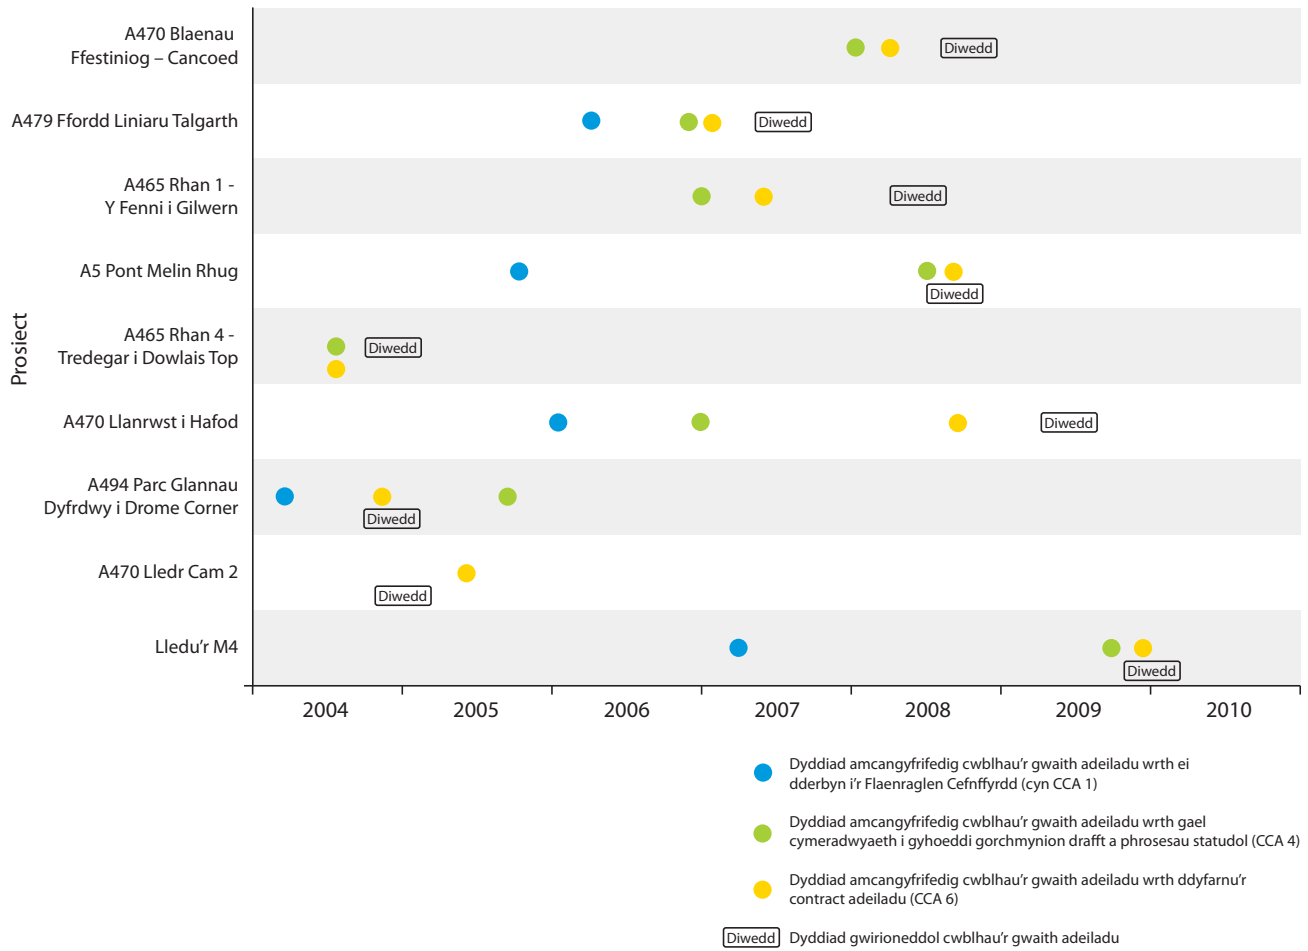 A470 Blaenau
Ffestiniog – Cancoed
Diwedd
A479 Ffordd Liniaru Talgarth
Diwedd
A465 Rhan 1 -
Y Fenni i Gilwern
Diwedd
A5 Pont Melin Rhug
Diwedd
Prosiect
A465 Rhan 4 -
Tredegar i Dowlais Top
Diwedd
A470 Llanrwst i Hafod
Diwedd
A494 Parc Glannau
Dyfrdwy i Drome Corner
Diwedd
A470 Lledr Cam 2
Diwedd
Lledu’r M4
Diwedd
2004 2005 2006 2007 2008 2009 2010
Dyddiad amcangyfrifedig cwblhau’r gwaith adeiladu wrth ei
dderbyn i’r Flaenraglen Cefnffyrdd (cyn CCA 1)
Dyddiad amcangyfrifedig cwblhau’r gwaith adeiladu wrth gael
cymeradwyaeth i gyhoeddi gorchmynion drafft a phrosesau statudol (CCA 4)
Dyddiad amcangyfrifedig cwblhau’r gwaith adeiladu wrth ddyfarnu’r
contract adeiladu (CCA 6)
Diwedd Dyddiad gwirioneddol cwblhau’r gwaith adeiladu